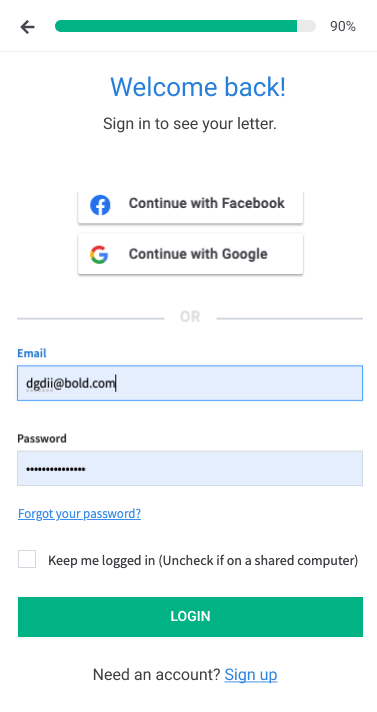 90%
Welcome back!
Sign in to see your letter.
Continue with Facebook
Continue with Google
OR
Email
dgdii@bold.com
Password
•••••••••••••••
Forgot your password?
Keep me logged in (Uncheck if on a shared computer)
LOGIN
Need an account? Sign up